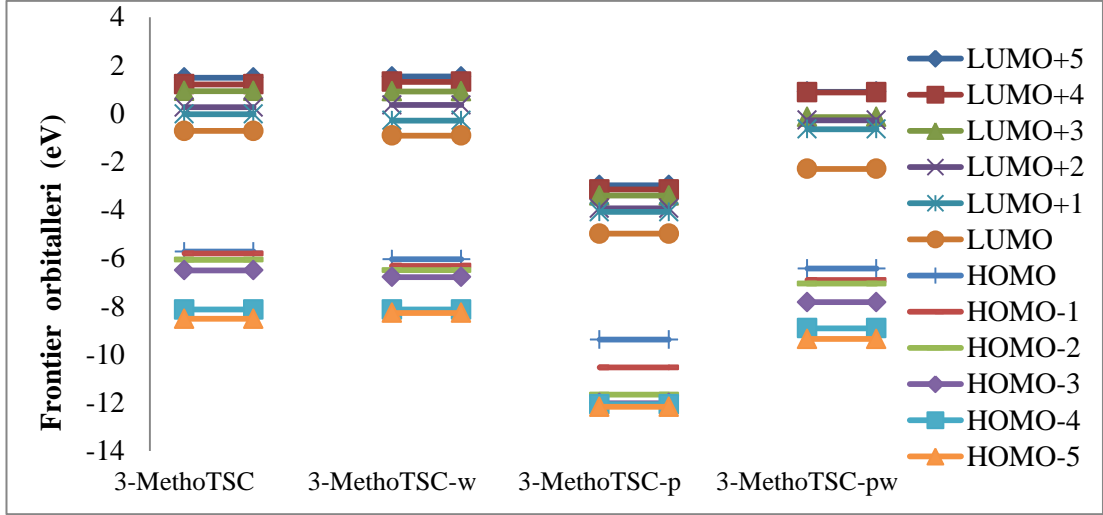 4
2
0
-2
-4
-6
-8
-10
-12
-14
Frontier orbitalleri (eV)
3-MethoTSC
3-MethoTSC-w
3-MethoTSC-p
3-MethoTSC-pw
LUMO+5
LUMO+4
LUMO+3
LUMO+2
LUMO+1
LUMO
HOMO
HOMO-1
HOMO-2
HOMO-3
HOMO-4
HOMO-5